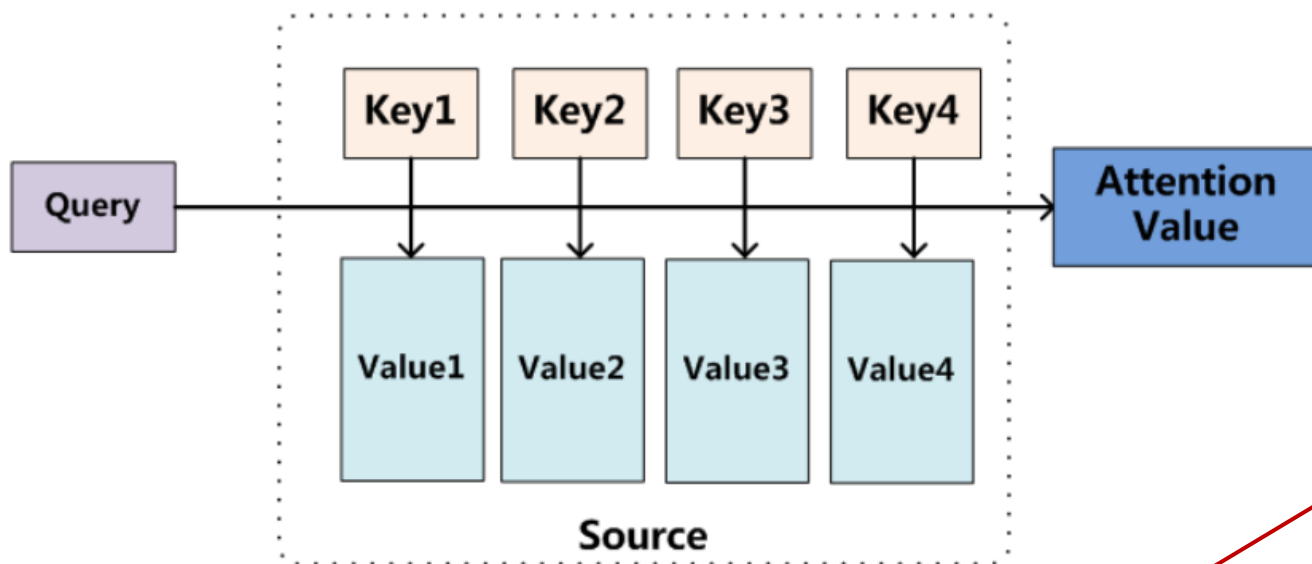 Key1 Key2 Key3 Key4
Query
Attention
Value
Value1 Value2 Value3 Value4
Source